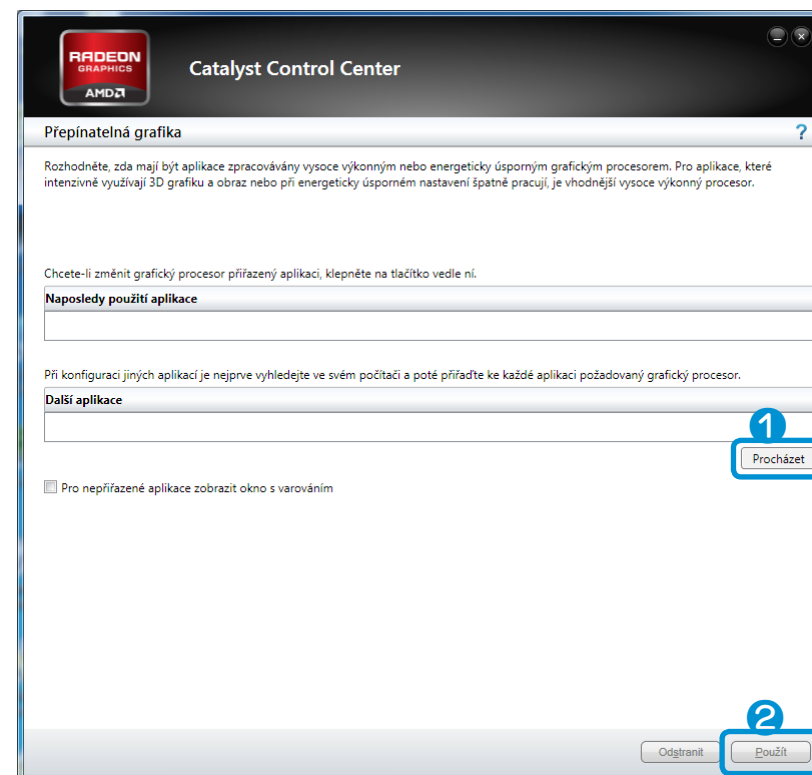 RADEON
GRAPHICS
AMD
Catalyst Control Center
Přepínatelná grafika
?
Rozhodněte, zda mají být aplikace zpracovávány vysoce výkonným nebo energeticky úsporným grafickým procesorem. Pro aplikace, které
intenzivně využívají 3D grafiku a obraz nebo při energeticky úsporném nastavení špatně pracují, je vhodnější vysoce výkonný procesor.
Chcete-li změnit grafický procesor přiřazený aplikaci, klepněte na tlačítko vedle ní.
Naposledy použití aplikace
Při konfiguraci jiných aplikací je nejprve vyhledejte ve svém počítači a poté přiřaďte ke každé aplikaci požadovaný grafický procesor.
Další aplikace
1
Procházet
Pro nepřiřazené aplikace zobrazit okno s varováním
2
Odstranit Použít